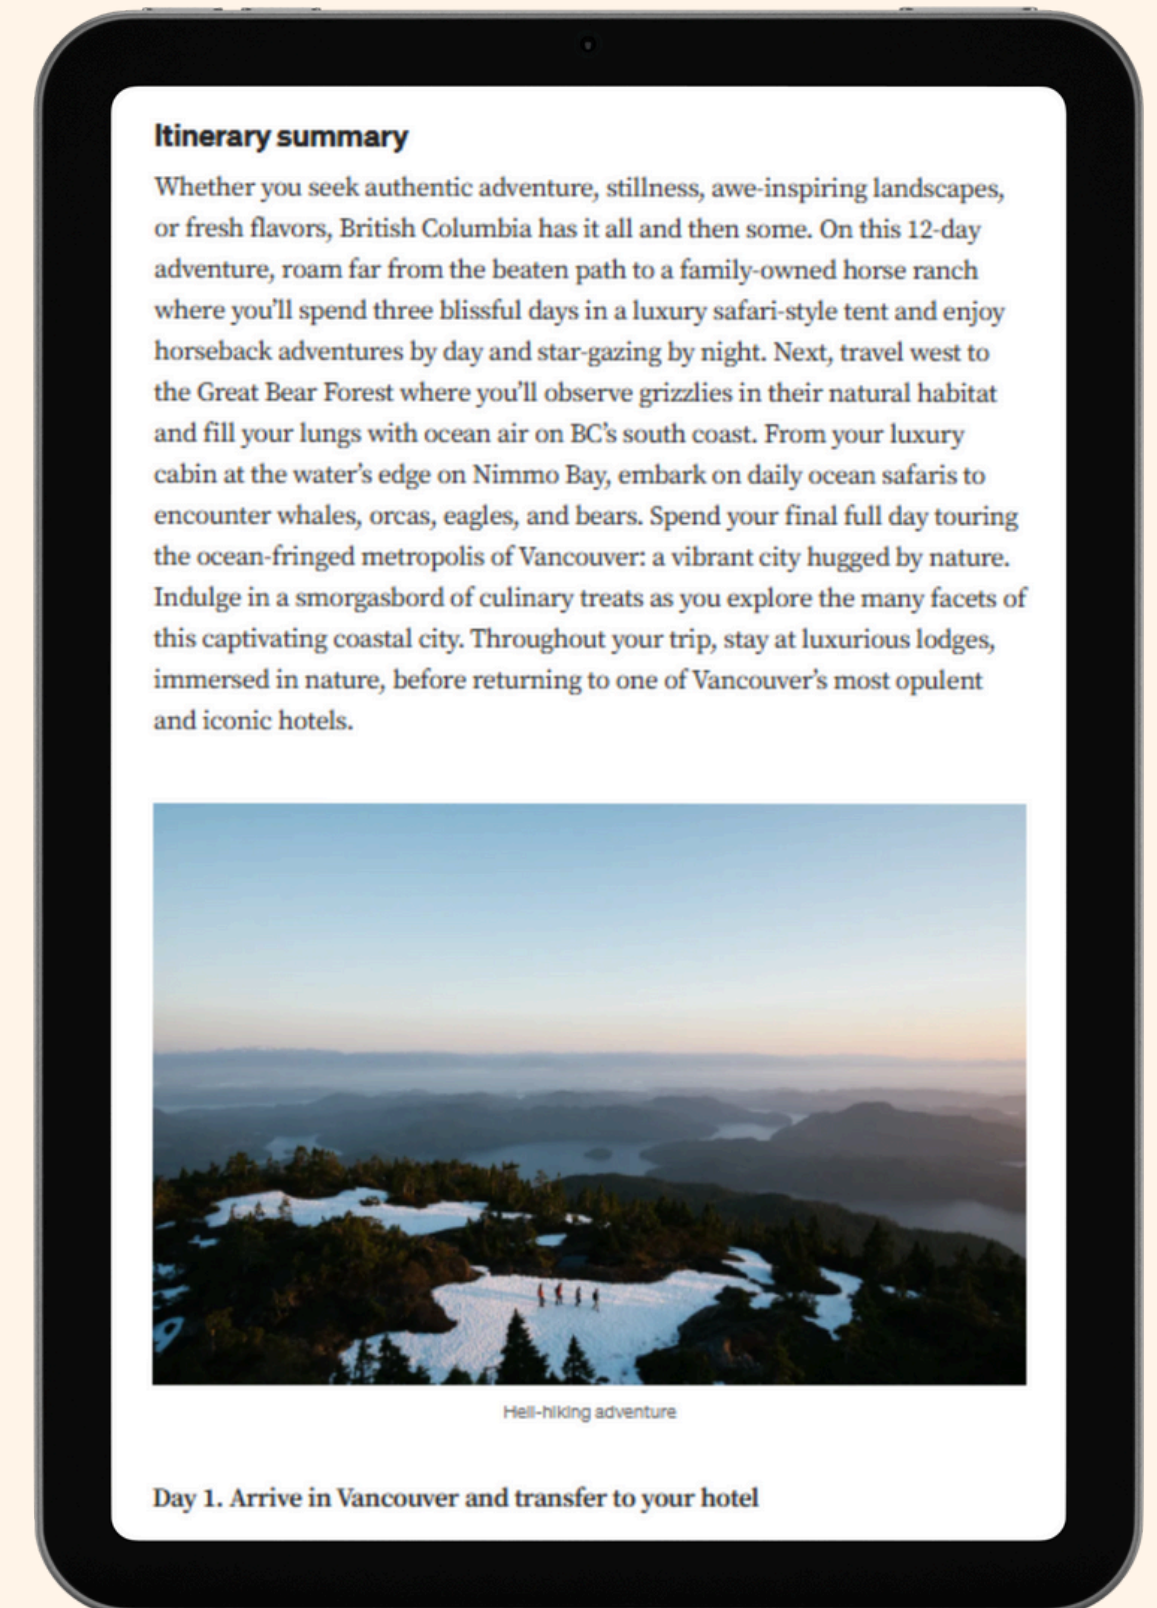 Itinerary summary
Whether you seek authentic adventure, stillness, awe-inspiring landscapes,
or fresh flavors, British Columbia has it all and then some. On this 12-day
adventure, roam far from the beaten path to a family-owned horse ranch
where you’ll spend three blissful days in a luxury safari-style tent and enjoy
horseback adventures by day and star-gazing by night. Next, travel west to
the Great Bear Forest where you’ll observe grizzlies in their natural habitat
and fill your lungs with ocean air on BC’s south coast. From your luxury
cabin at the water’s edge on Nimmo Bay, embark on daily ocean safaris to
encounter whales, orcas, eagles, and bears. Spend your final full day touring
the ocean-fringed metropolis of Vancouver: a vibrant city hugged by nature.
Indulge in a smorgasbord of culinary treats as you explore the many facets of
this captivating coastal city. Throughout your trip, stay at luxurious lodges,
immersed in nature, before returning to one of Vancouver’s most opulent
and iconic hotels.
Heli-hiking adventure
Day 1. Arrive in Vancouver and transfer to your hotel